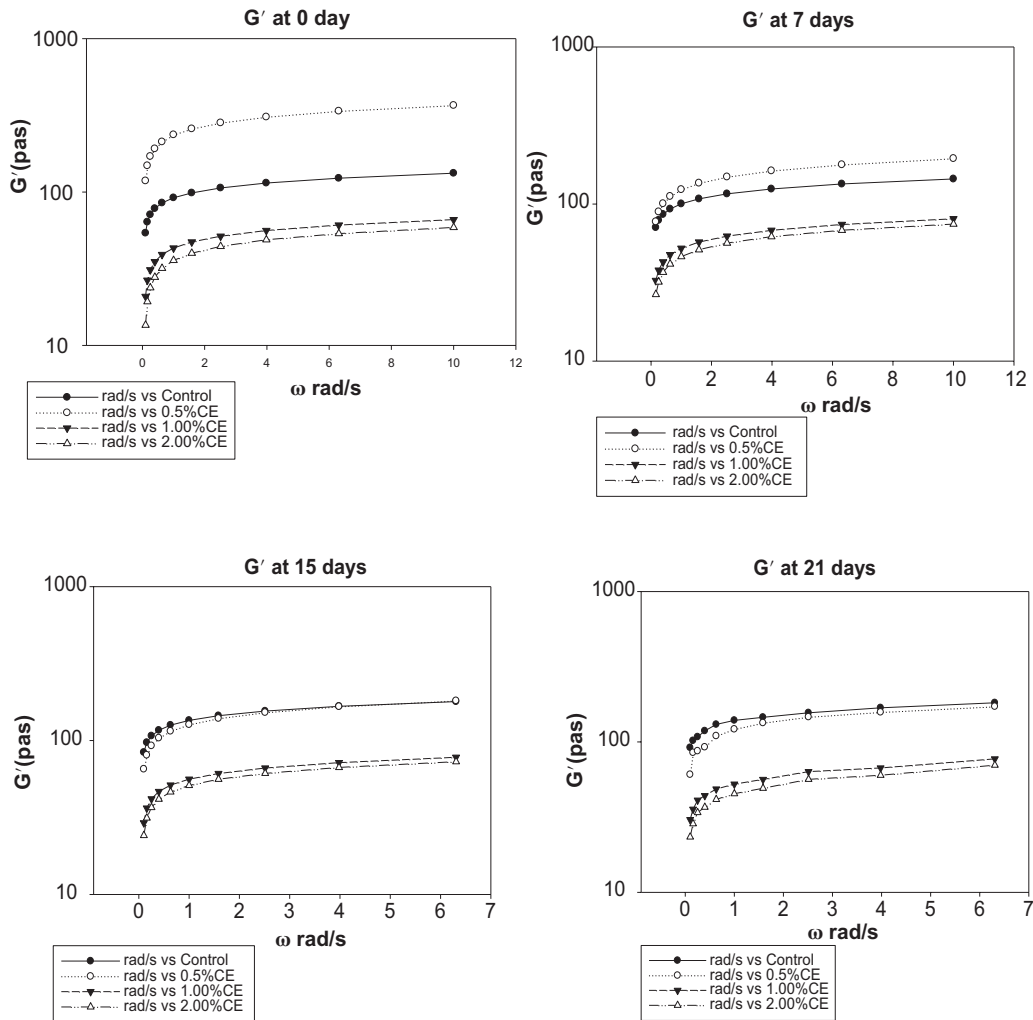 G′ at 0 day
1000
100
10
G′(pas)
0 2 4 6 8 10 12
ω rad/s
rad/s vs Control
rad/s vs 0.5%CE
rad/s vs 1.00%CE
rad/s vs 2.00%CE
G′ at 7 days
1000
100
10
G′(pas)
0 2 4 6 8 10 12
ω rad/s
rad/s vs Control
rad/s vs 0.5%CE
rad/s vs 1.00%CE
rad/s vs 2.00%CE
G′ at 15 days
1000
100
10
G′(pas)
0 1 2 3 4 5 6 7
ω rad/s
rad/s vs Control
rad/s vs 0.5%CE
rad/s vs 1.00%CE
rad/s vs 2.00%CE
G′ at 21 days
1000
100
10
G′(pas)
0 1 2 3 4 5 6 7
ω rad/s
rad/s vs Control
rad/s vs 0.5%CE
rad/s vs 1.00%CE
rad/s vs 2.00%CE